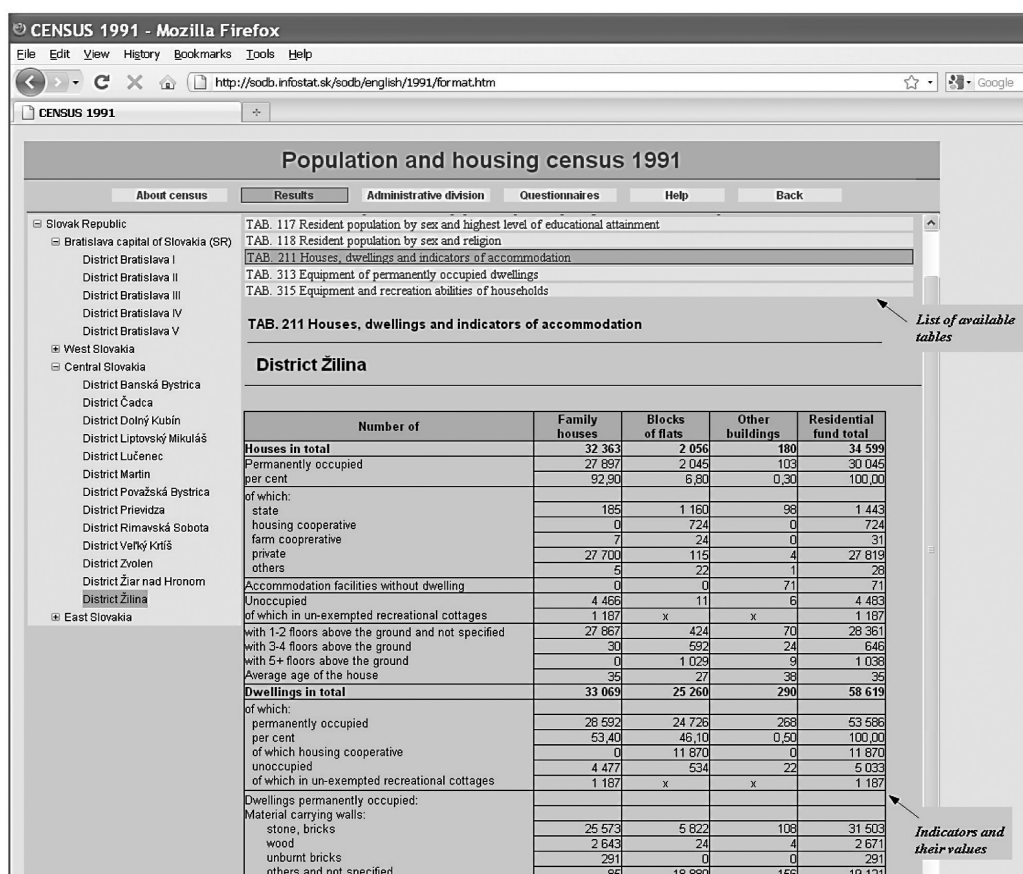 CENSUS 1991 - Mozilla Firefox
File Edit View History Bookmarks Tools Help
http://sodb.infostat.sk/sodb/english/1991/format.htm
Google
CENSUS 1991
Population and housing census 1991
About census Results Administrative division Questionnaires Help Back
Slovak Republic
Bratislava capital of Slovakia (SR)
District Bratislava I
District Bratislava II
District Bratislava III
District Bratislava IV
District Bratislava V
West Slovakia
Central Slovakia
District Banská Bystrica
District Čadca
District Dolný Kubín
District Liptovský Mikuláš
District Lučenec
District Martin
District Považská Bystrica
District Prievidza
District Rimavská Sobota
District Veľký Krtíš
District Zvolen
District Žiar nad Hronom
District Žilina
East Slovakia
TAB. 117 Resident population by sex and highest level of educational attainment
TAB. 118 Resident population by sex and religion
TAB. 211 Houses, dwellings and indicators of accommodation
TAB. 313 Equipment of permanently occupied dwellings
TAB. 315 Equipment and recreation abilities of households
List of available
tables
TAB. 211 Houses, dwellings and indicators of accommodation
District Žilina
Number of Family houses Blocks of flats Other buildings Residential fund total
Houses in total 32 363 2 056 180 34 599
Permanently occupied 27 897 2 045 103 30 045
per cent 92,90 6,80 0,30 100,00
of which:
state 185 1 160 98 1 443
housing cooperative 0 724 0 724
farm cooprerative 7 24 0 31
private 27 700 115 4 27 819
others 5 22 1 28
Accommodation facilities without dwelling 0 0 71 71
Unoccupied 4 466 11 6 4 483
of which in un-exempted recreational cottages 1 187 x x 1 187
with 1-2 floors above the ground and not specified 27 867 424 70 28 361
with 3-4 floors above the ground 30 592 24 646
with 5+ floors above the ground 0 1 029 9 1 038
Average age of the house 35 27 38 35
Dwellings in total 33 069 25 260 290 58 619
of which:
permanently occupied 28 592 24 726 268 53 586
per cent 53,40 46,10 0,50 100,00
of which housing cooperative 0 11 870 0 11 870
unoccupied 4 477 534 22 5 033
of which in un-exempted recreational cottages 1 187 x x 1 187
Dwellings permanently occupied:
Material carrying walls:
stone, bricks 25 573 5 822 108 31 503
wood 2 643 24 4 2 671
unburnt bricks 291 0 0 291
others and not specified 85 18 880 156 19 121
Indicators and
their values